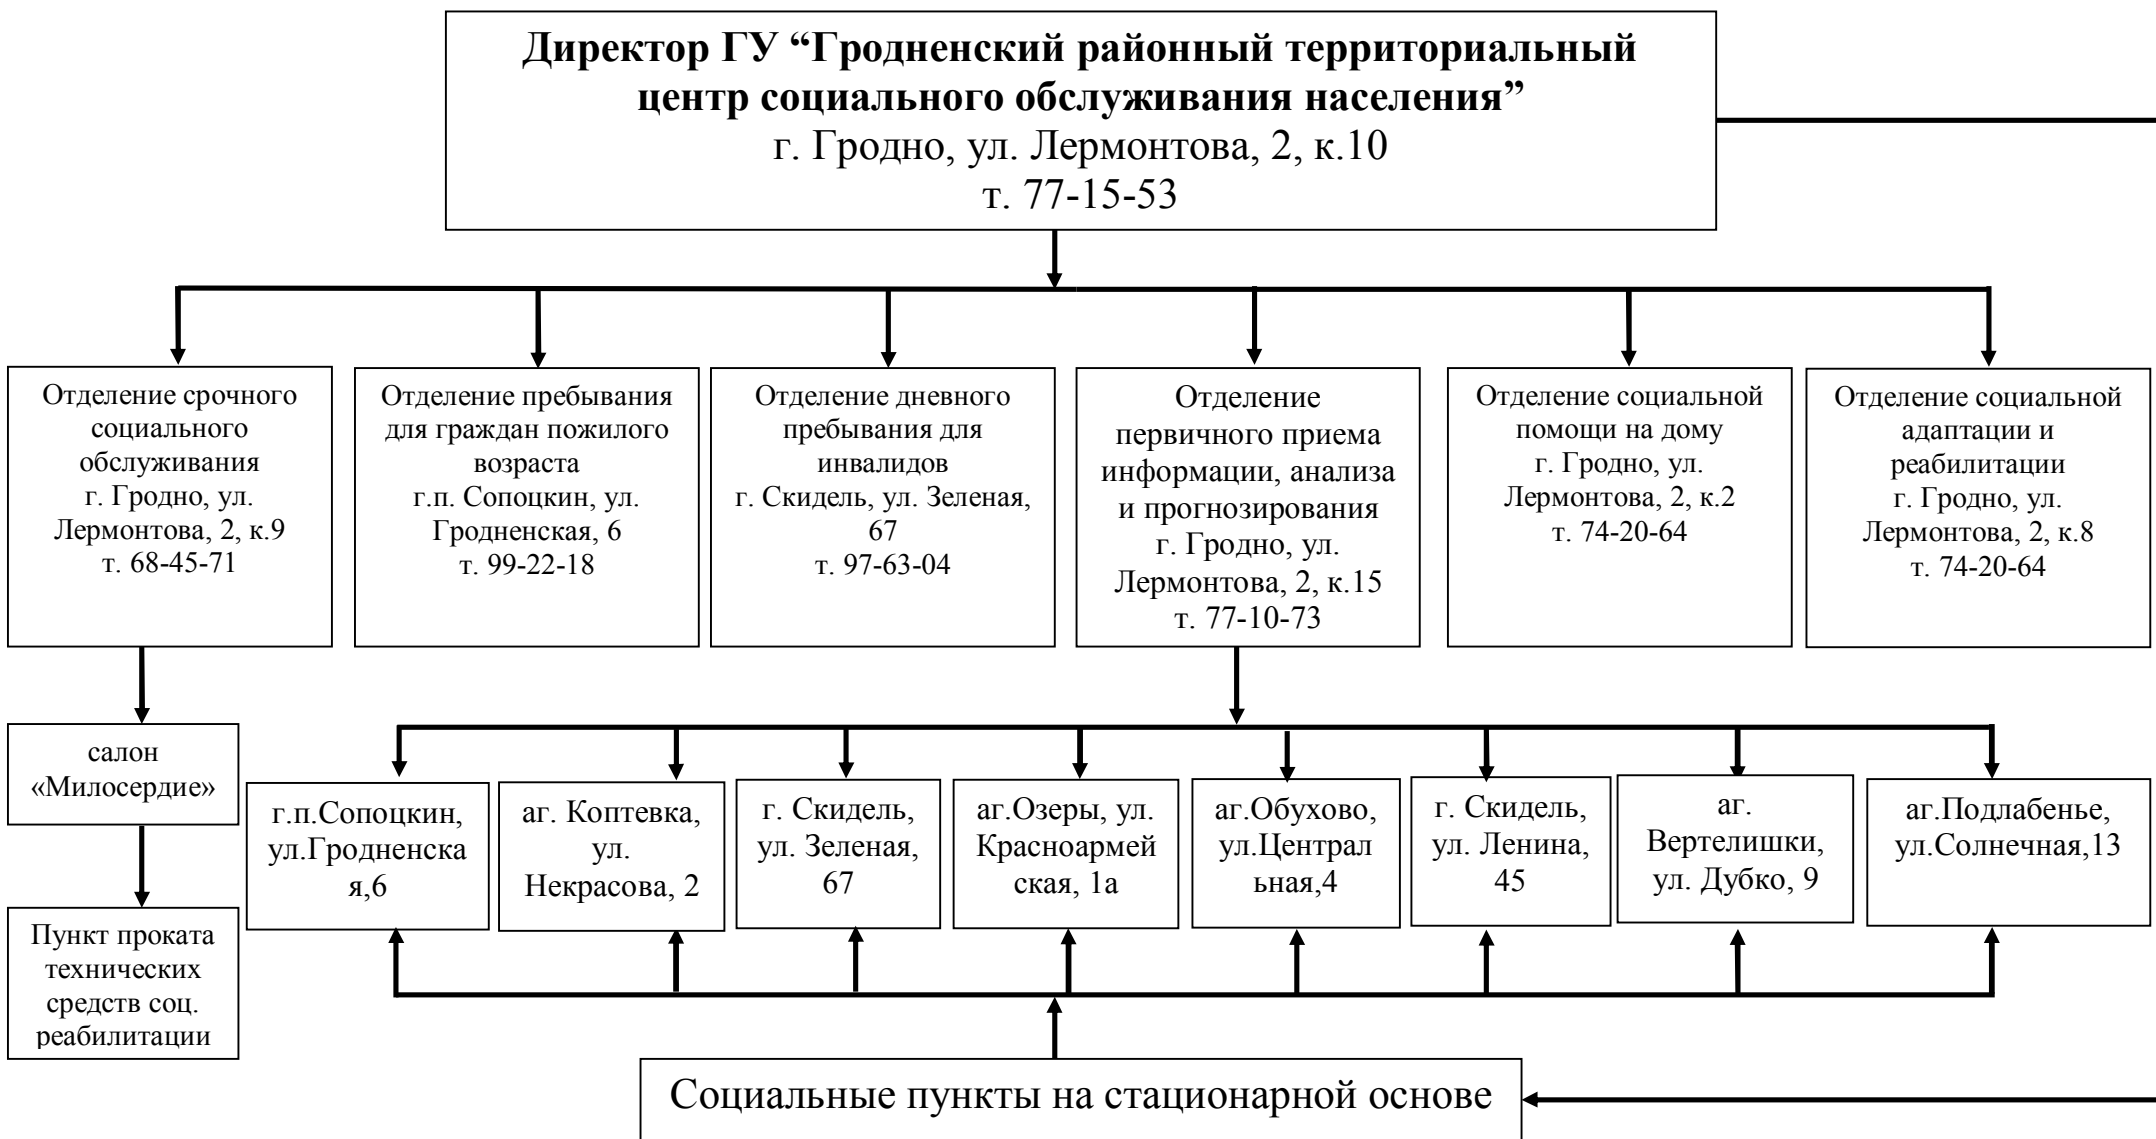 Директор ГУ “Гродненский районный территориальный
центр социального обслуживания населения”
г. Гродно, ул. Лермонтова, 2, к.10
т. 77-15-53
Отделение срочного
социального
обслуживания
г. Гродно, ул.
Лермонтова, 2, к.9
т. 68-45-71
Отделение пребывания
для граждан пожилого
возраста
г.п. Сопоцкин, ул.
Гродненская, 6
т. 99-22-18
Отделение дневного
пребывания для
инвалидов
г. Скидель, ул. Зеленая,
67
т. 97-63-04
Отделение
первичного приема
информации, анализа
и прогнозирования
г. Гродно, ул.
Лермонтова, 2, к.15
т. 77-10-73
Отделение социальной
помощи на дому
г. Гродно, ул.
Лермонтова, 2, к.2
т. 74-20-64
Отделение социальной
адаптации и
реабилитации
г. Гродно, ул.
Лермонтова, 2, к.8
т. 74-20-64
салон
«Милосердие»
Пункт проката
технических
средств соц.
реабилитации
г.п.Сопоцкин,
ул.Гродненска
я,6
аг. Коптевка,
ул.
Некрасова, 2
г. Скидель,
ул. Зеленая,
67
аг.Озеры, ул.
Красноармей
ская, 1а
аг.Обухово,
ул.Централ
ьная,4
г. Скидель,
ул. Ленина,
45
аг.
Вертелишки,
ул. Дубко, 9
аг.Подлабенье,
ул.Солнечная,13
Социальные пункты на стационарной основе